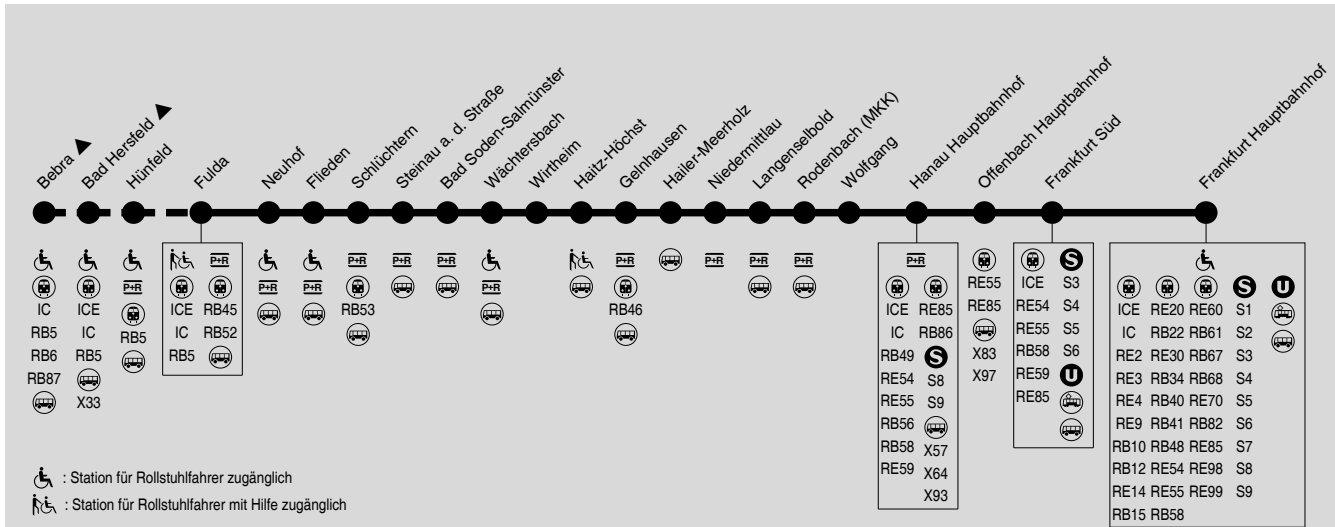 Bebra
Bad Hersfeld
Hünfeld
Fulda
Neuhof
Flieden
Schlüchtern
Steinau a. d. Straße
Bad Soden-Salmünster
Wächtersbach
Wirtheim
Haitz-Höchst
Gelnhausen
Hailer-Meerholz
Niedermittlau
Langenselbold
Rodenbach (MKK)
Wolfgang
Hanau Hauptbahnhof
Offenbach Hauptbahnhof
Frankfurt Süd
Frankfurt Hauptbahnhof
IC
RB5
RB6
RB87
ICE
IC
RB5
X33
P+R
RB5
P+R
ICE RB45
IC RB52
RB5
P+R
P+R
P+R
RB53
P+R
P+R
P+R
P+R
RB46
P+R
P+R
P+R
P+R
ICE RE85
IC RB86
RB49 S
RE54 S8
RE55 S9
RB56
RB58 X57
RE59 X64
X93
RE55
RE85
X83
X97
S
ICE S3
RE54 S4
RE55 S5
RB58 S6
RE59 U
RE85
S U
ICE RE20 RE60 S1
IC RB22 RB61 S2
RE2 RE30 RB67 S3
RE3 RB34 RB68 S4
RE4 RB40 RE70 S5
RE9 RB41 RB82 S6
RB10 RB48 RE85 S7
RB12 RE54 RE98 S8
RE14 RE55 RE99 S9
RB15 RB58
: Station für Rollstuhlfahrer zugänglich
: Station für Rollstuhlfahrer mit Hilfe zugänglich